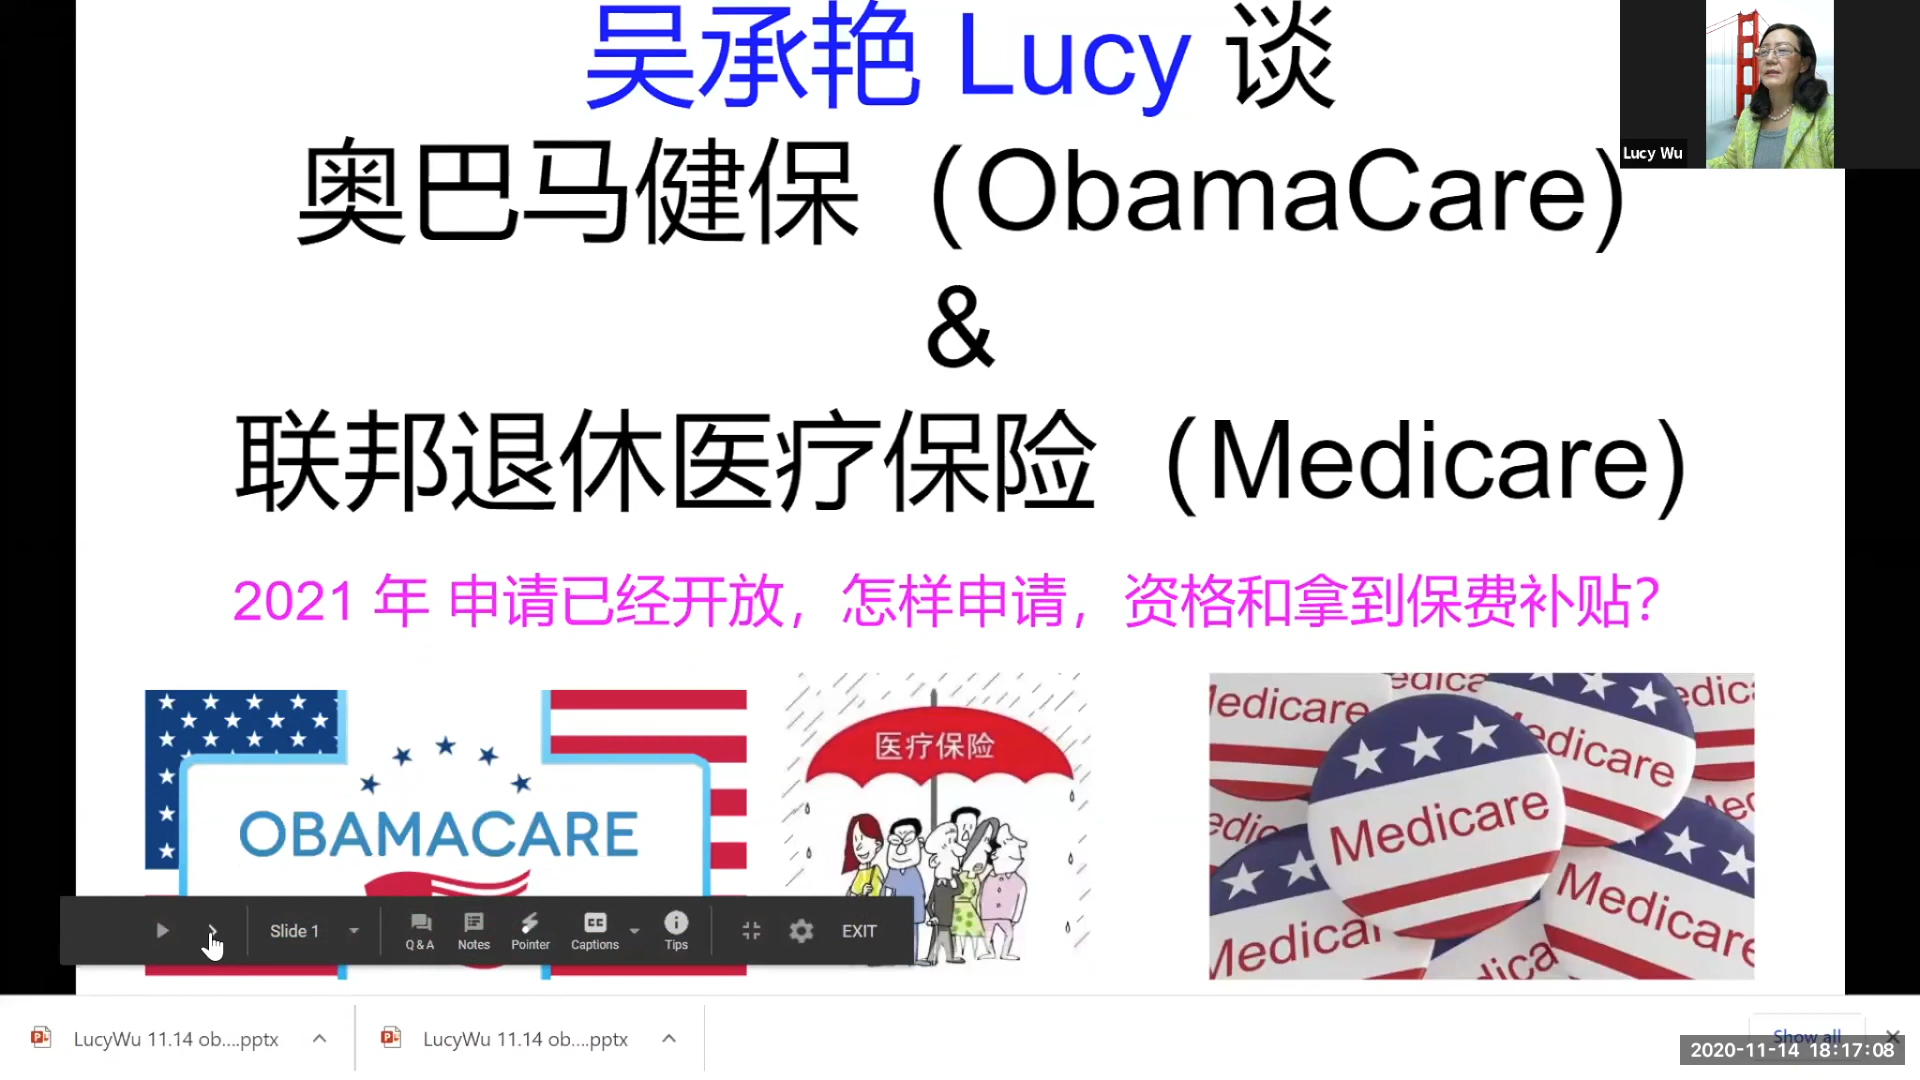 吴承艳 Lucy 谈
奥巴马健保（ObamaCare）
&
联邦退休医疗保险（Medicare）
2021 年 申请已经开放，怎样申请，资格和拿到保费补贴？
Lucy Wu
OBAMACARE
医疗保险
Medicare
Medicare
Medicare
Slide 1
Q & A
Notes
Pointer
CC
Captions
Tips
EXIT
LucyWu 11.14 ob....pptx
LucyWu 11.14 ob....pptx
Show all
2020-11-14 18:17:08